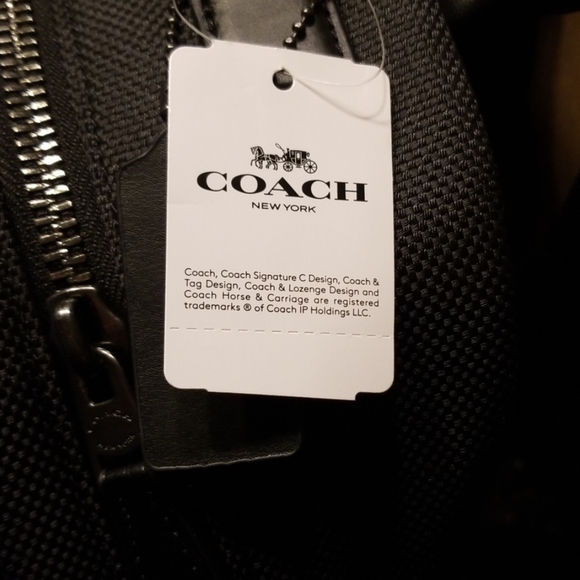 COACH
NEW YORK
Coach, Coach Signature C Design, Coach &
Tag Design, Coach & Lozenge Design and
Coach Horse & Carriage are registered
trademarks ® of Coach IP Holdings LLC.
COACH